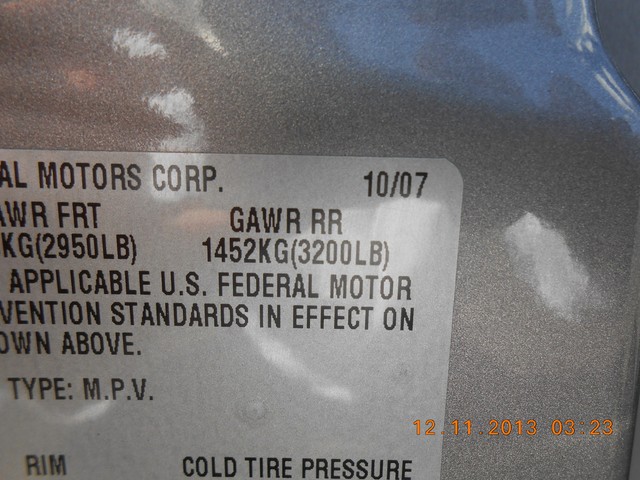 AL MOTORS CORP. 10/07
AWR FRT GAWR RR
KG(2950LB) 1452KG(3200LB)
APPLICABLE U.S. FEDERAL MOTOR
VENTION STANDARDS IN EFFECT ON
OWN ABOVE.
TYPE: M.P.V.
12.11.2013 03:23
RIM COLD TIRE PRESSURE